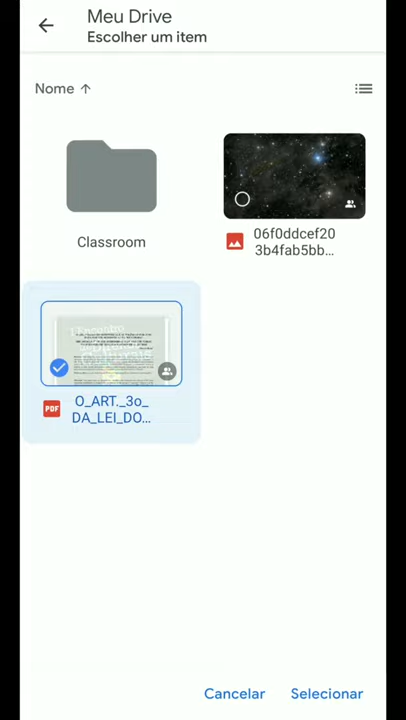 Meu Drive
Escolher um item
Nome
Classroom
06f0ddcef20
3b4fab5bb...
PDF
O_ART._3o_
DA_LEI_DO...
Cancelar
Selecionar